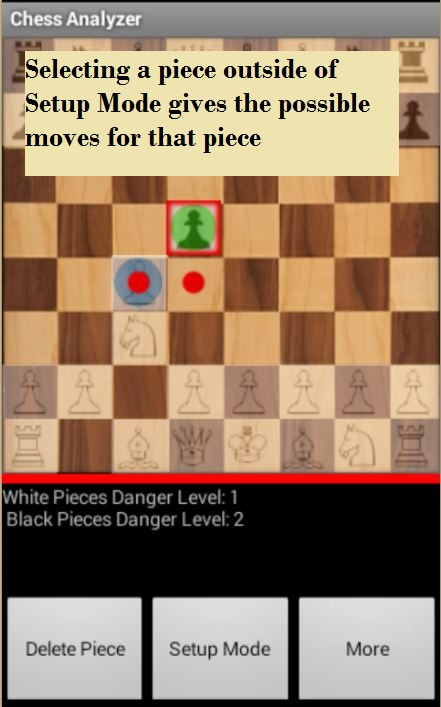 Chess Analyzer
Selecting a piece outside of
Setup Mode gives the possible
moves for that piece
White Pieces Danger Level: 1
Black Pieces Danger Level: 2
Delete Piece
Setup Mode
More